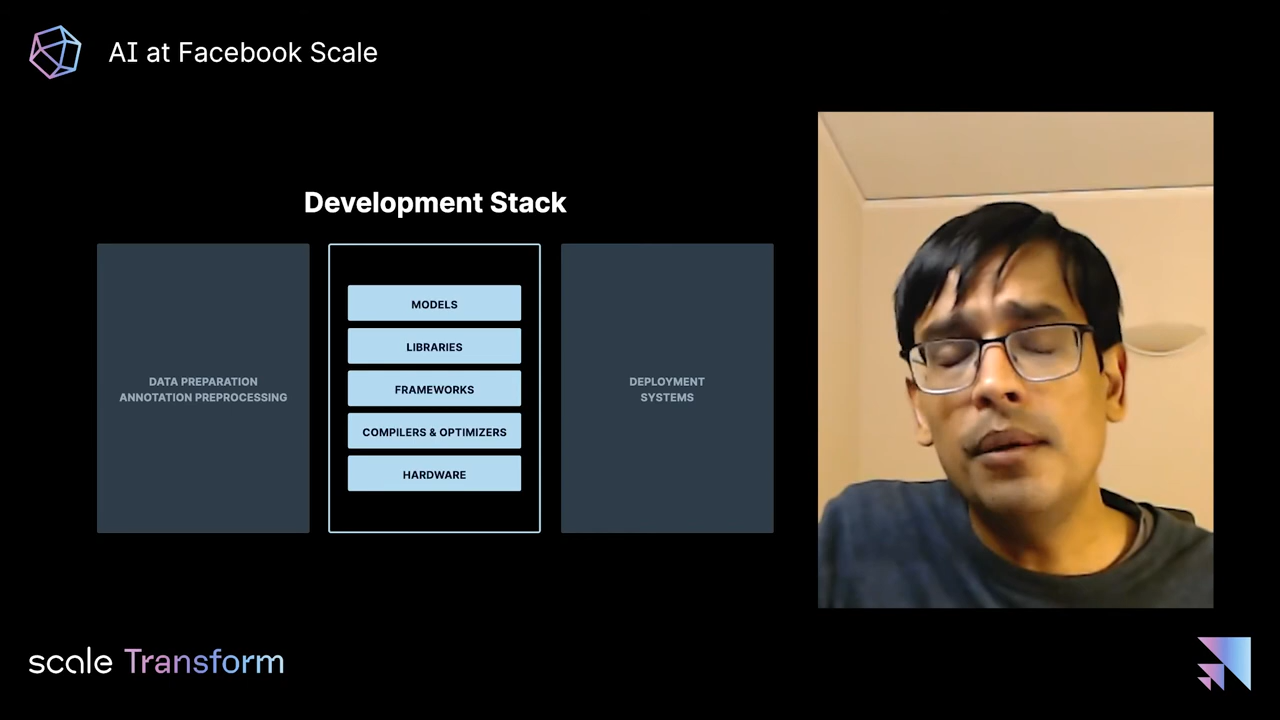 AI at Facebook Scale
Development Stack
DATA PREPARATION
ANNOTATION PREPROCESSING
MODELS
LIBRARIES
FRAMEWORKS
COMPILERS & OPTIMIZERS
HARDWARE
DEPLOYMENT
SYSTEMS
scale Transform